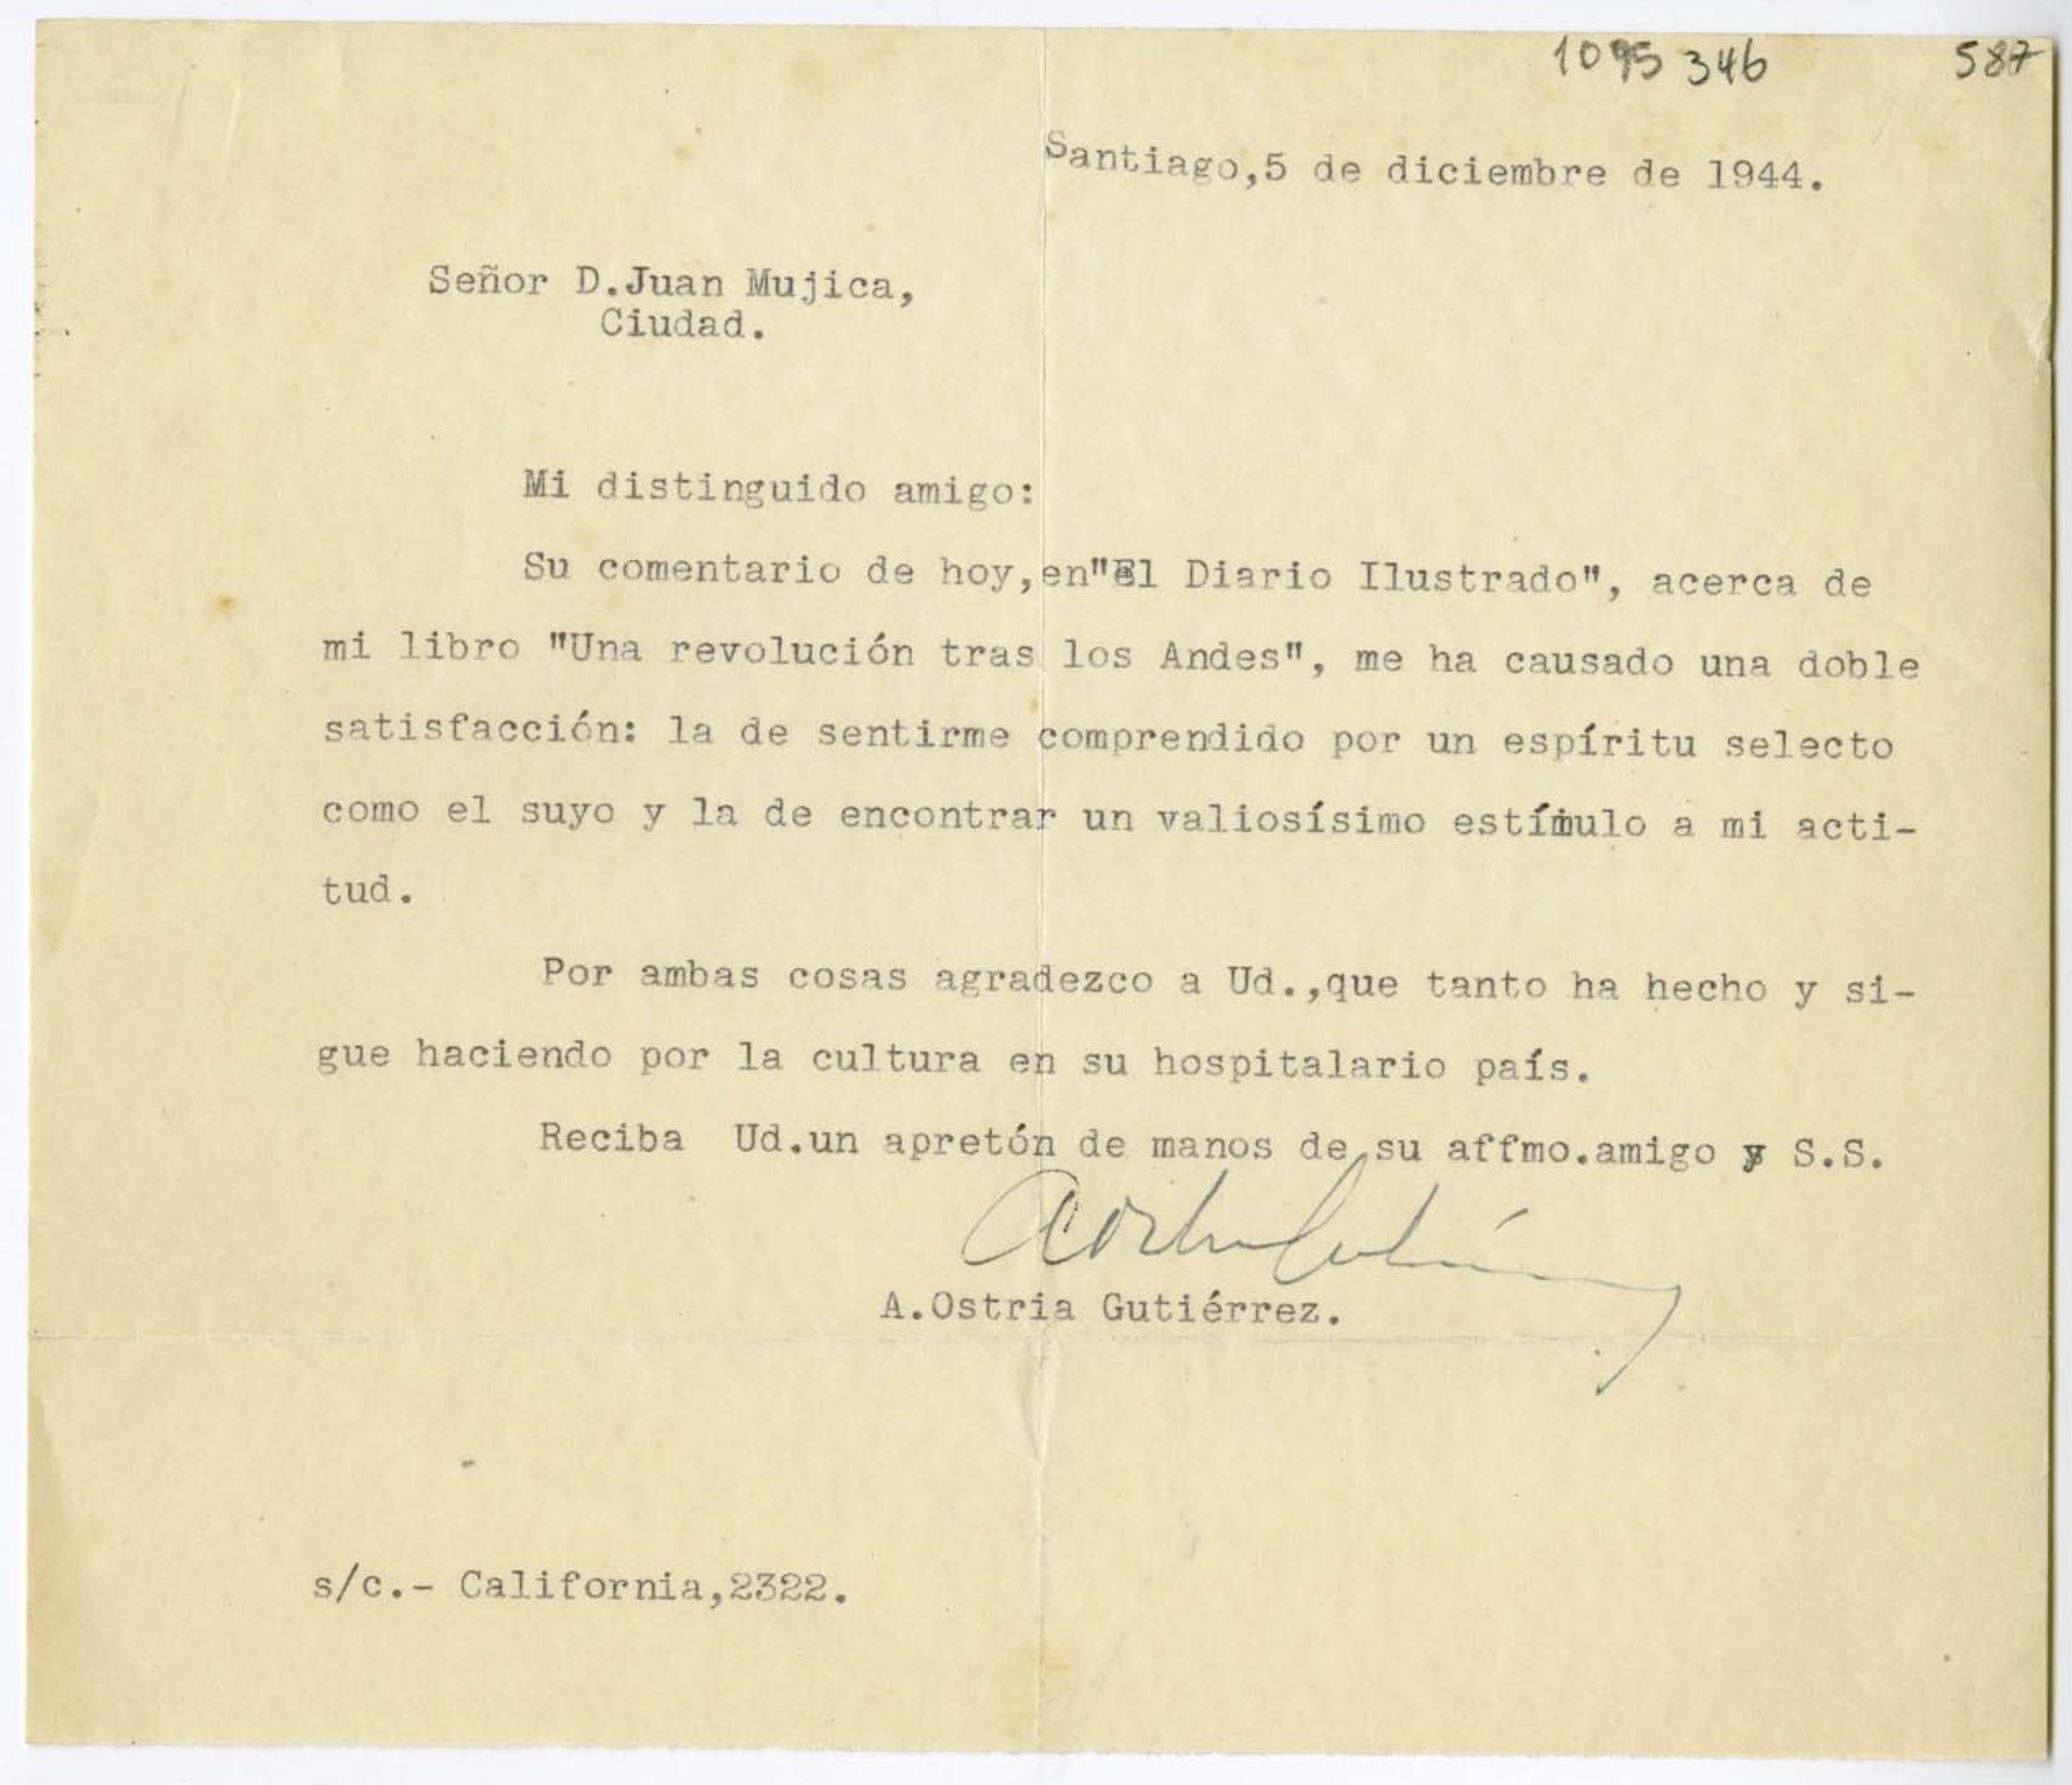 1095 346 587
Santiago,5 de diciembre de 1944.
Señor D.Juan Mujica,
Ciudad.
Mi distinguido amigo:
Su comentario de hoy,en"El Diario Ilustrado", acerca de
mi libro "Una revolución tras los Andes", me ha causado una doble
satisfacción: la de sentirme comprendido por un espíritu selecto
como el suyo y la de encontrar un valiosísimo estímulo a mi acti-
tud.
Por ambas cosas agradezco a Ud.,que tanto ha hecho y si-
gue haciendo por la cultura en su hospitalario país.
Reciba Ud.un apretón de manos de su affmo.amigo y S.S.
A.Ostria Gutiérrez.
s/c.- California,2322.